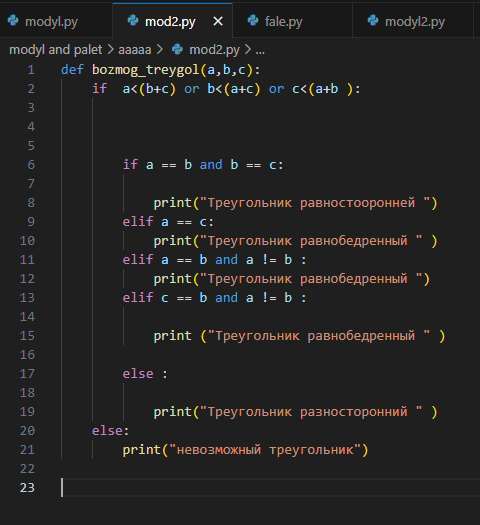 modyl.py mod2.py × fale.py modyl2.py
modyl and palet > aaaaa > mod2.py > ...
1 def bozmog_treygol(a,b,c):
2 if  a<(b+c) or b<(a+c) or c<(a+b ):
3
4
5
6 if a == b and b == c:
7
8 print("Треугольник равностооронней ")
9 elif a == c:
10 print("Треугольник равнобедренный " )
11 elif a == b and a != b :
12 print("Треугольник равнобедренный ")
13 elif c == b and a != b :
14
15 print ("Треугольник равнобедренный " )
16
17 else :
18
19 print("Треугольник разносторонний " )
20 else:
21 print("невозможный треугольник")
22
23